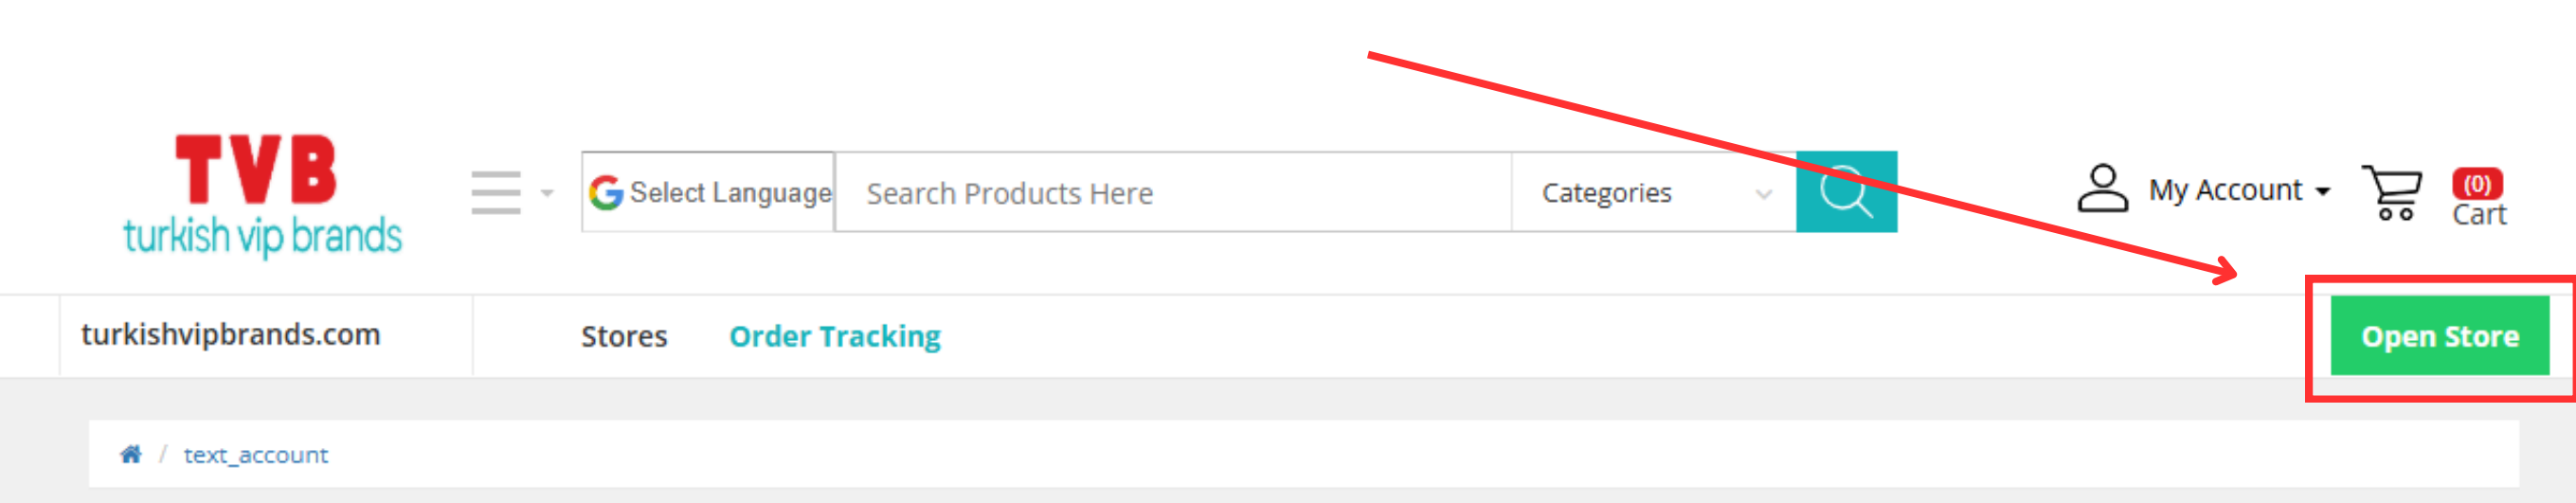 TVB
turkish vip brands
Select Language
Search Products Here
Categories
My Account
(0)
Cart
turkishvipbrands.com
Stores
Order Tracking
Open Store
/ text_account